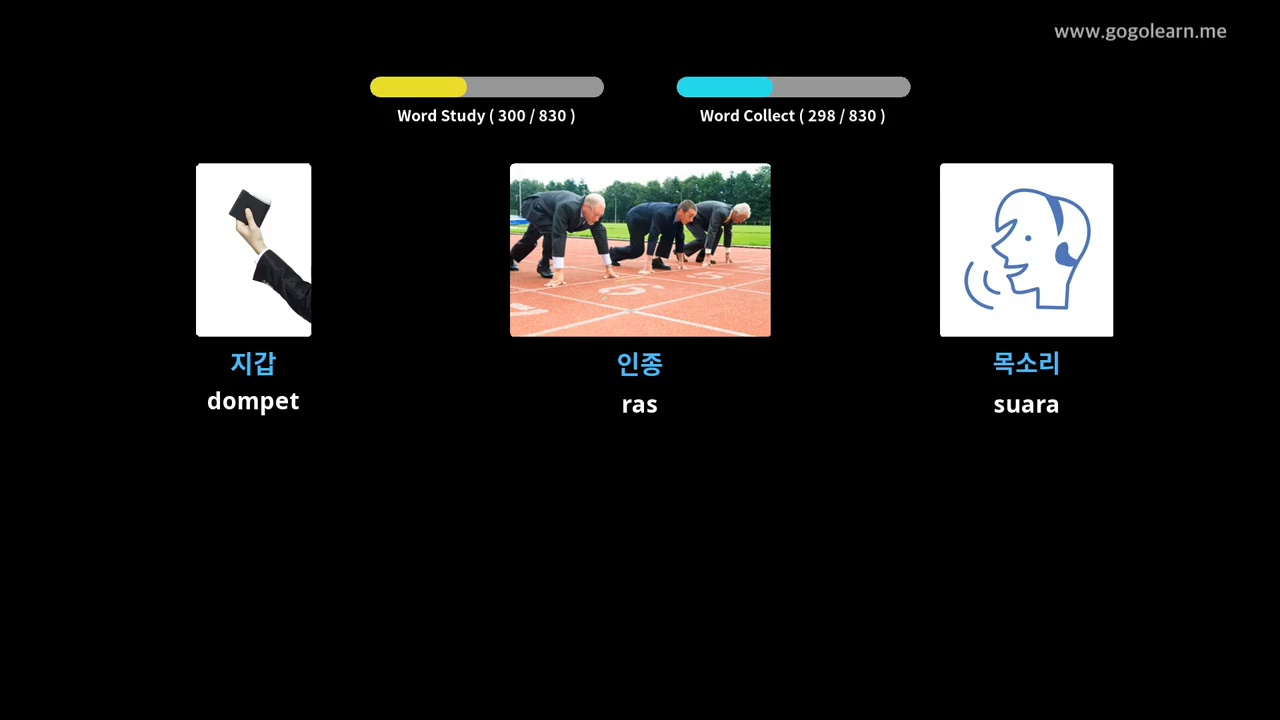 www.gogolearn.me
Word Study ( 300 / 830 )
Word Collect ( 298 / 830 )
지갑
dompet
인종
ras
목소리
suara